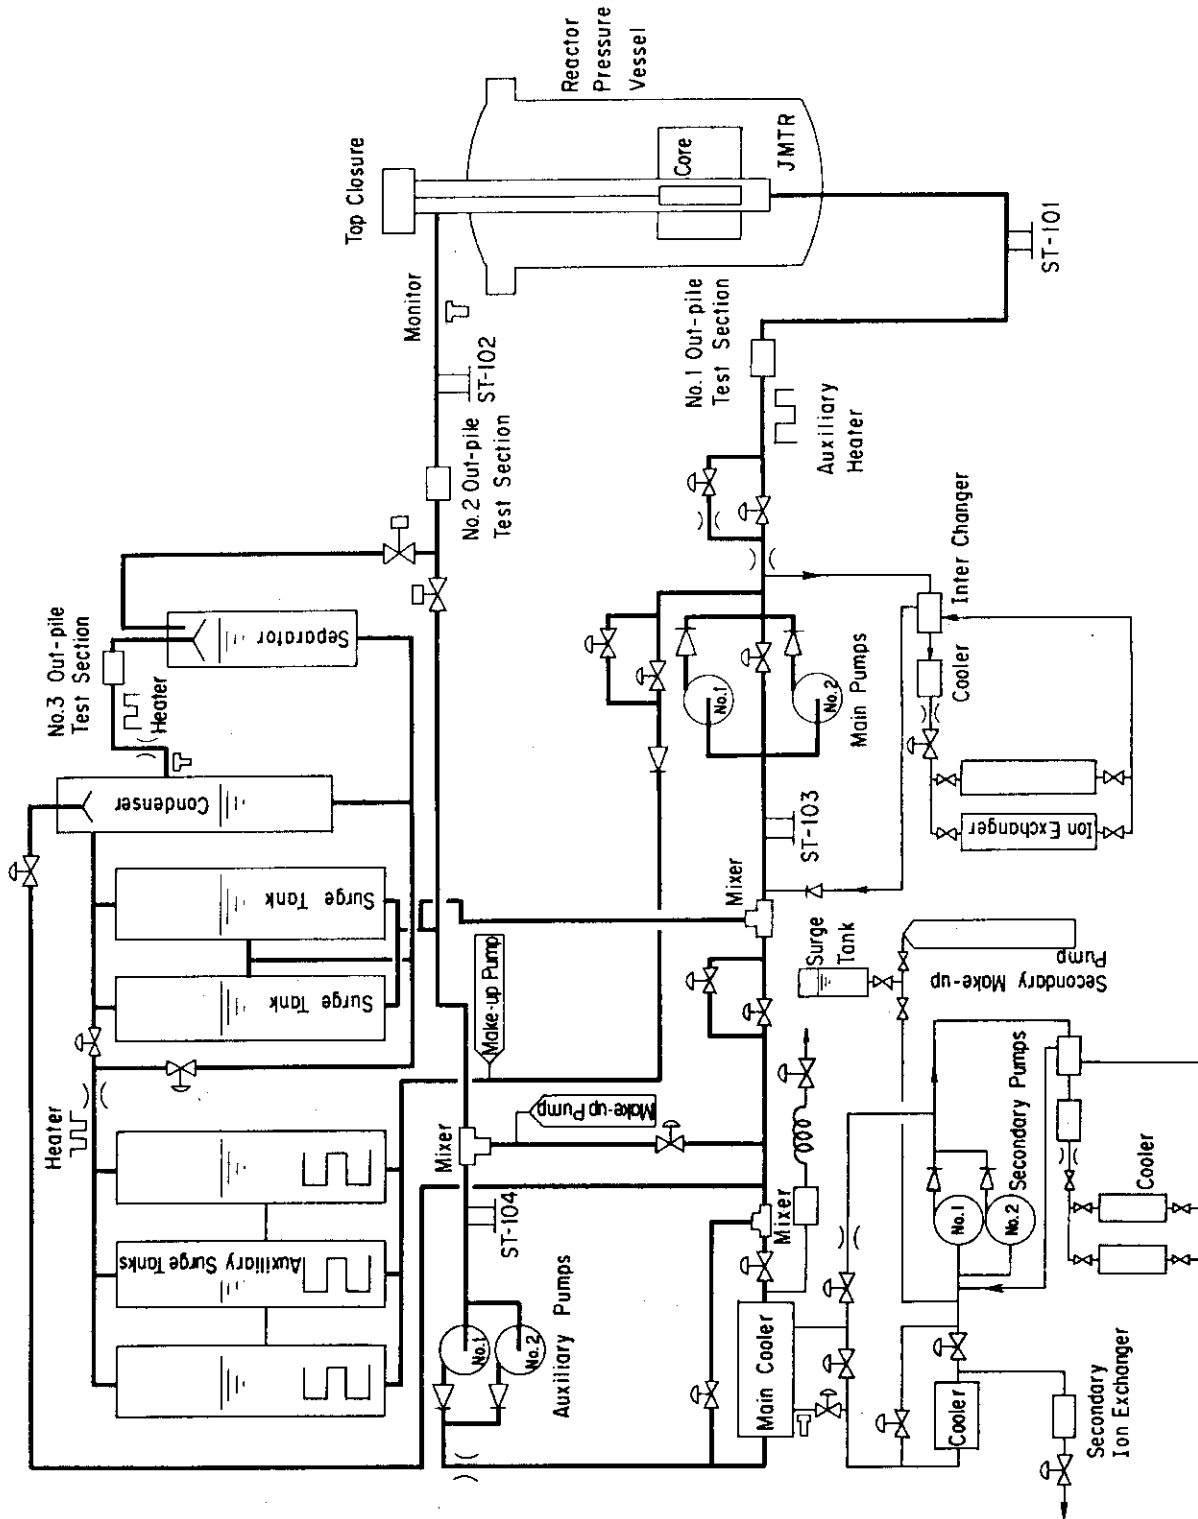 Top Closure
Reactor
Pressure
Vessel
Core
JMTR
Monitor
ST-102
No.2 Out-pile
Test Section
No.1 Out-pile
Test Section
ST-101
Auxiliary
Heater
No.3 Out-pile
Test Section
Heater
Separator
Condenser
Surge Tank
Surge Tank
Heater
Auxiliary Surge Tanks
Make-up Pump
Make-up Pump
Mixer
ST-104
No.1
No.2
Auxiliary Pumps
No.1
No.2
Main Pumps
ST-103
Mixer
Inter Changer
Cooler
Ion Exchanger
Surge
Tank
Secondary Make-up
Pump
Mixer
Main Cooler
No.1
No.2
Secondary Pumps
Cooler
Cooler
Secondary
Ion Exchanger